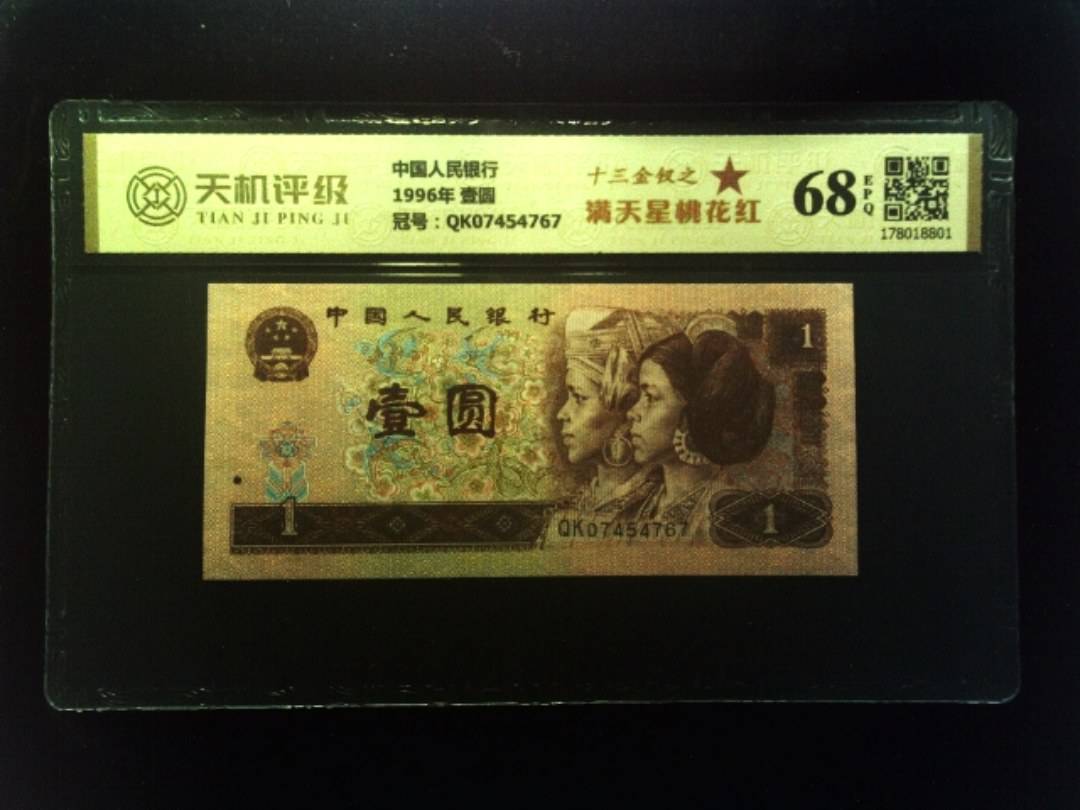 天机评级
TIAN JI PING JI
中国人民银行
1996年 壹圆
冠号：QK07454767
十三金钗之
满天星桃花红
68
EPQ
178018801
中国人民银行
壹圆
1
1
QK07454767
1